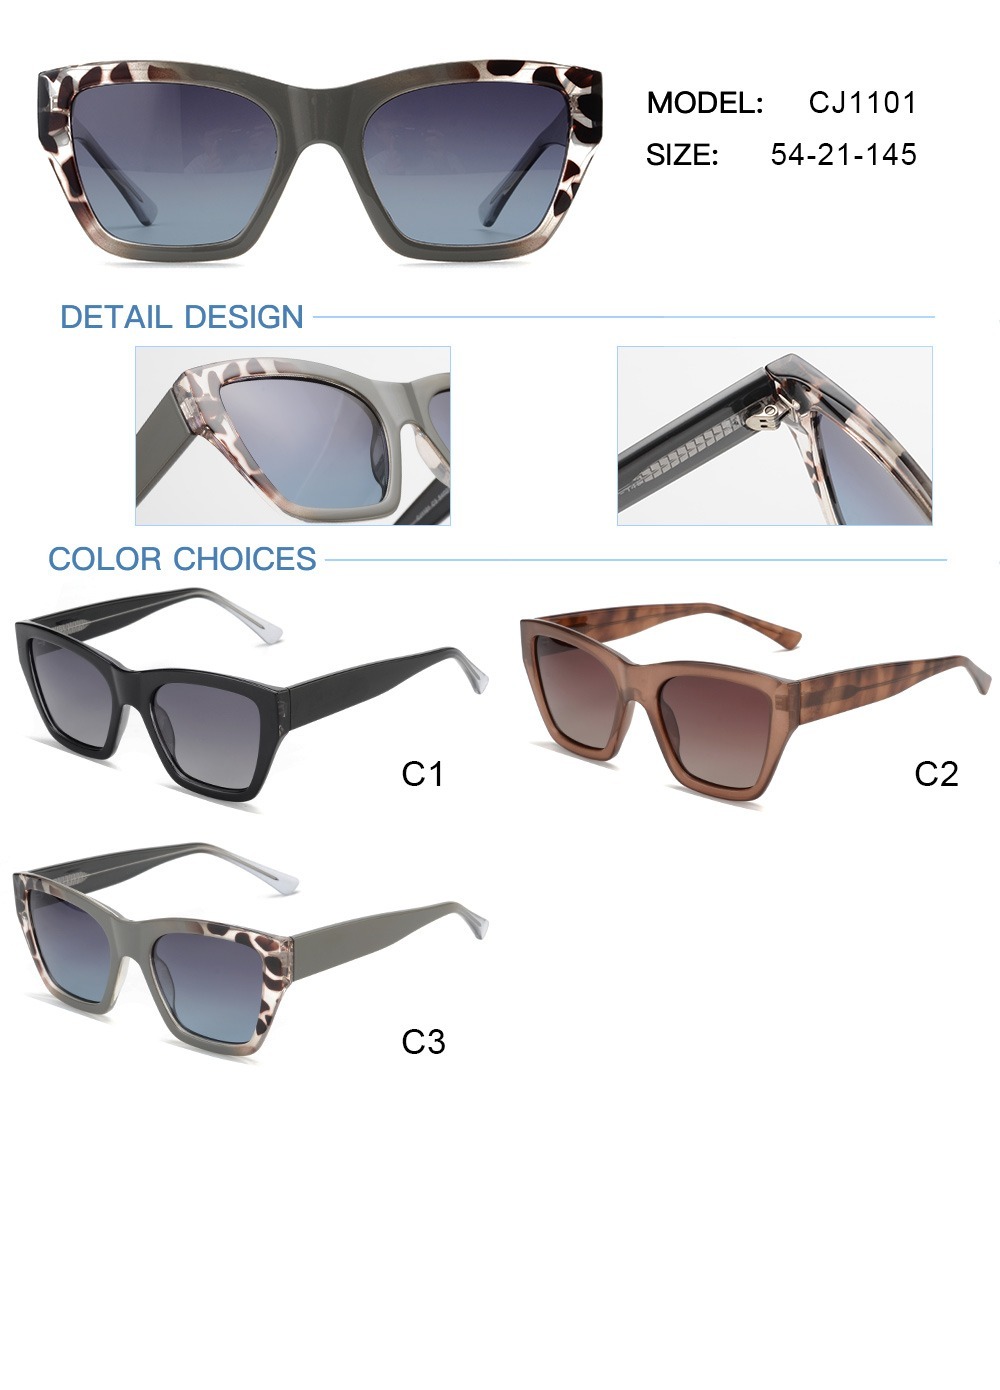 MODEL: CJ1101
SIZE: 54-21-145
DETAIL DESIGN
COLOR CHOICES
C1
C2
C3